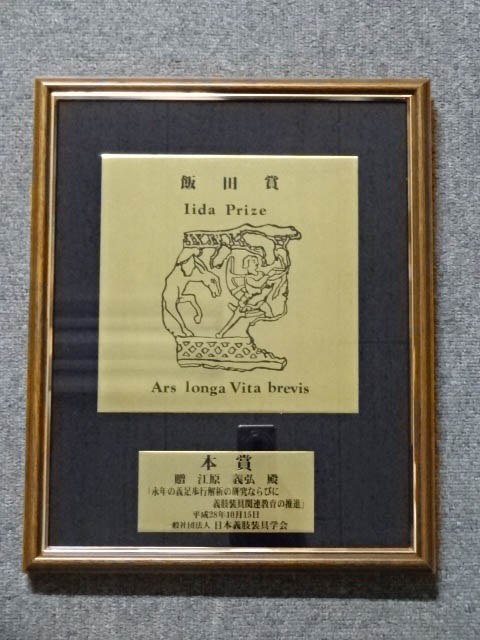 飯田賞
Iida Prize
Ars longa Vita brevis
本賞
贈 江原 義弘 殿
「永年の義足歩行解析の研究ならびに
義肢装具関連教育の推進」
平成28年10月15日
一般社団法人 日本義肢装具学会